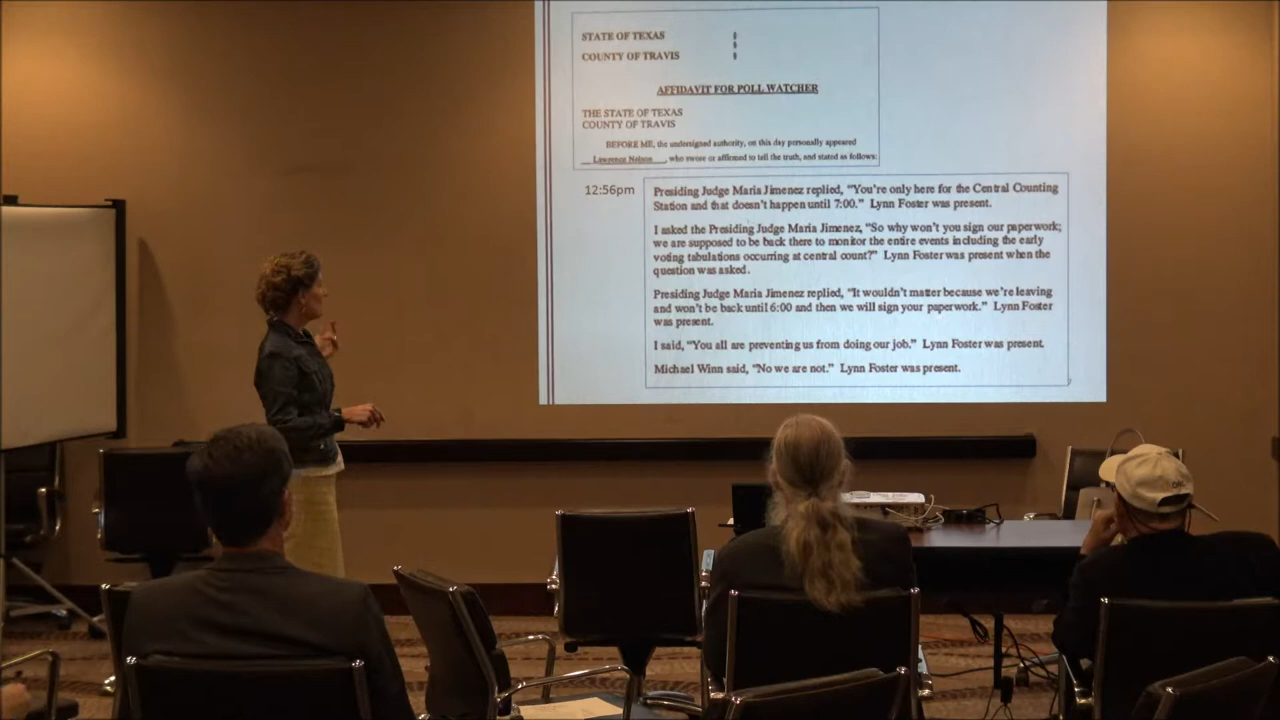 STATE OF TEXAS §
§
COUNTY OF TRAVIS §
AFFIDAVIT FOR POLL WATCHER
THE STATE OF TEXAS
COUNTY OF TRAVIS
BEFORE ME, the undersigned authority, on this day personally appeared
Lawrence Nelson, who swore or affirmed to tell the truth, and stated as follows:
12:56pm
Presiding Judge Maria Jimenez replied, “You're only here for the Central Counting
Station and that doesn't happen until 7:00.” Lynn Foster was present.
I asked the Presiding Judge Maria Jimenez, “So why won't you sign our paperwork;
we are supposed to be back there to monitor the entire events including the early
voting tabulations occurring at central count?” Lynn Foster was present when the
question was asked.
Presiding Judge Maria Jimenez replied, “It wouldn't matter because we're leaving
and won't be back until 6:00 and then we will sign your paperwork.” Lynn Foster
was present.
I said, “You all are preventing us from doing our job.” Lynn Foster was present.
Michael Winn said, “No we are not.” Lynn Foster was present.